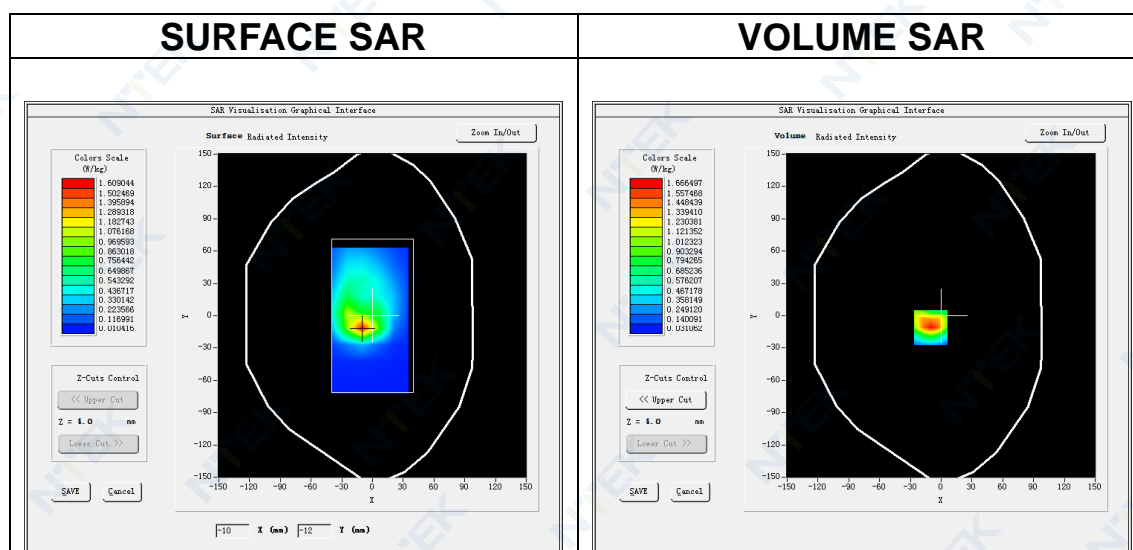 SURFACE SAR
VOLUME SAR
SAR Visualisation Graphical Interface
Surface Radiated Intensity
Zoom In/Out
Colors Scale
(W/kg)
1.609044
1.502469
1.395894
1.289318
1.182743
1.076168
0.969593
0.863018
0.756442
0.649867
0.543292
0.436717
0.330142
0.223566
0.116991
0.010416
150
120
90
60
30
0
-30
-60
-90
-120
-150
Y
-150 -120 -90 -60 -30 0 30 60 90 120 150
X
Z-Cuts Control
<< Upper Cut
Z = 4.0 mm
Lower Cut >>
SAVE
Cancel
-10 X (mm) -12 Y (mm)
SAR Visualisation Graphical Interface
Volume Radiated Intensity
Zoom In/Out
Colors Scale
(W/kg)
1.666497
1.557468
1.448439
1.339410
1.230381
1.121352
1.012323
0.903294
0.794265
0.685236
0.576207
0.467178
0.358149
0.249120
0.140091
0.031062
150
120
90
60
30
0
-30
-60
-90
-120
-150
Y
-150 -120 -90 -60 -30 0 30 60 90 120 150
X
Z-Cuts Control
<< Upper Cut
Z = 4.0 mm
Lower Cut >>
SAVE
Cancel
NTEK